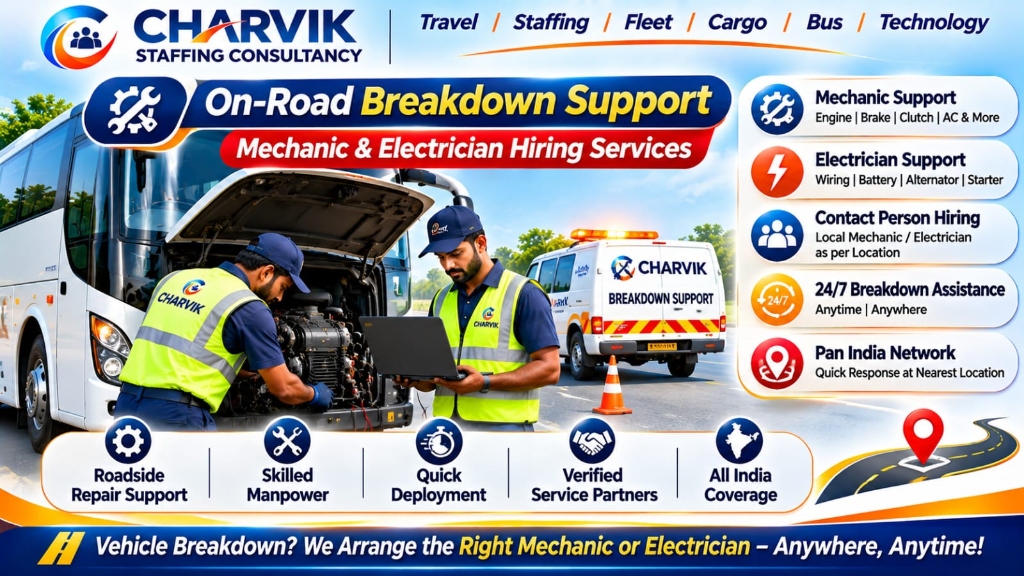 CHARVIK
STAFFING CONSULTANCY
Travel / Staffing / Fleet / Cargo / Bus / Technology
On-Road Breakdown Support
Mechanic & Electrician Hiring Services
Mechanic Support
Engine | Brake | Clutch | AC & More
Electrician Support
Wiring | Battery | Alternator | Starter
Contact Person Hiring
Local Mechanic / Electrician
as per Location
24/7
24/7 Breakdown Assistance
Anytime | Anywhere
Pan India Network
Quick Response at Nearest Location
CHARVIK
CHARVIK
CHARVIK
BREAKDOWN SUPPORT
Roadside
Repair Support
Skilled
Manpower
Quick
Deployment
Verified
Service Partners
All India
Coverage
Vehicle Breakdown? We Arrange the Right Mechanic or Electrician – Anywhere, Anytime!